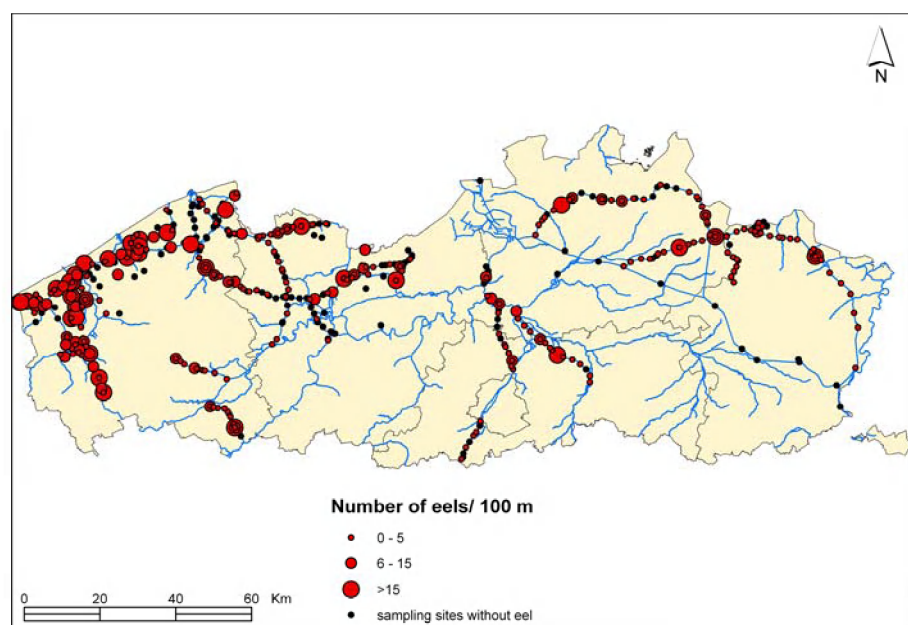 N
Number of eels/ 100 m
0 - 5
6 - 15
>15
sampling sites without eel
0 20 40 60 Km